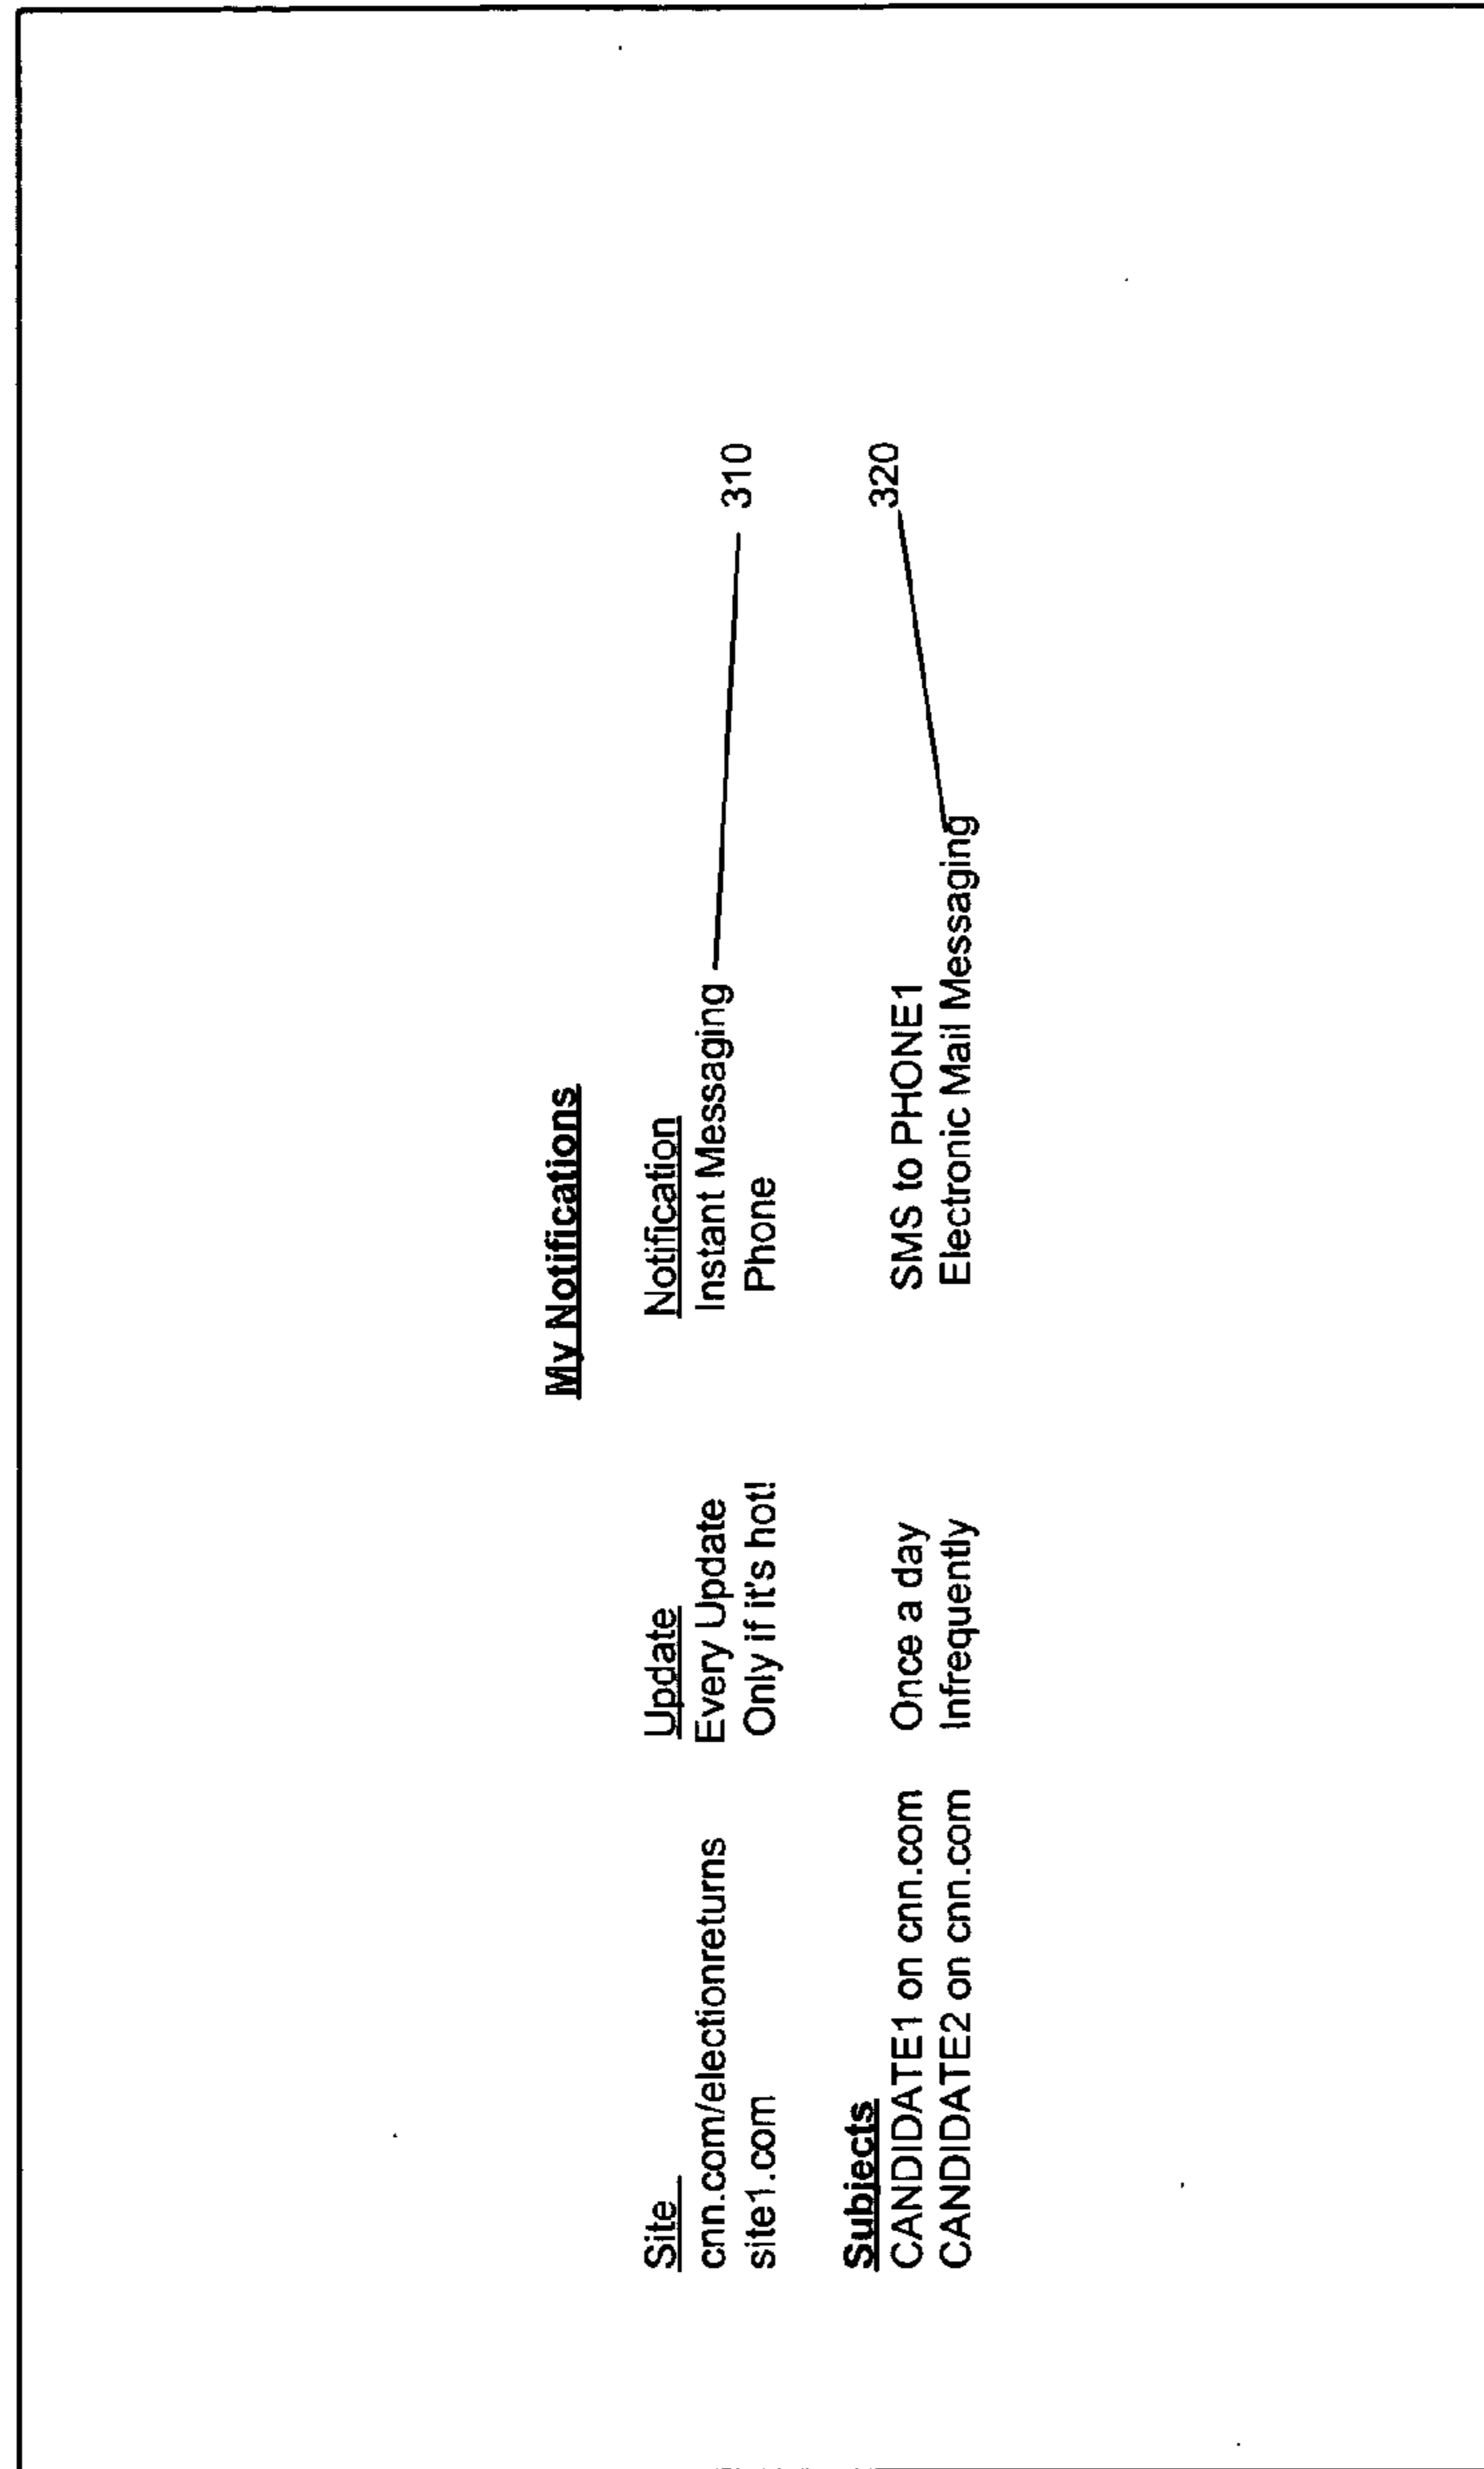 My Notifications
Site Update Notification
cnn.com/electionreturns Every Update Instant Messaging 310
site1.com Only if it's hot! Phone
Subjects 320
CANDIDATE1 on cnn.com Once a day SMS to PHONE1
CANDIDATE2 on cnn.com Infrequently Electronic Mail Messaging